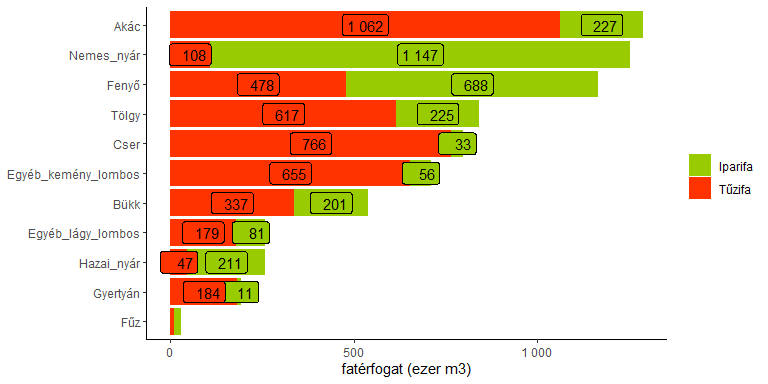 Akác 1 062 227
Nemes_nyár 108 1 147
Fenyő 478 688
Tölgy 617 225
Cser 766 33
Egyéb_kemény_lombos 655 56
Bükk 337 201
Egyéb_lágy_lombos 179 81
Hazai_nyár 47 211
Gyertyán 184 11
Fűz
0 500 1 000
fatérfogat (ezer m3)
Iparifa
Tűzifa